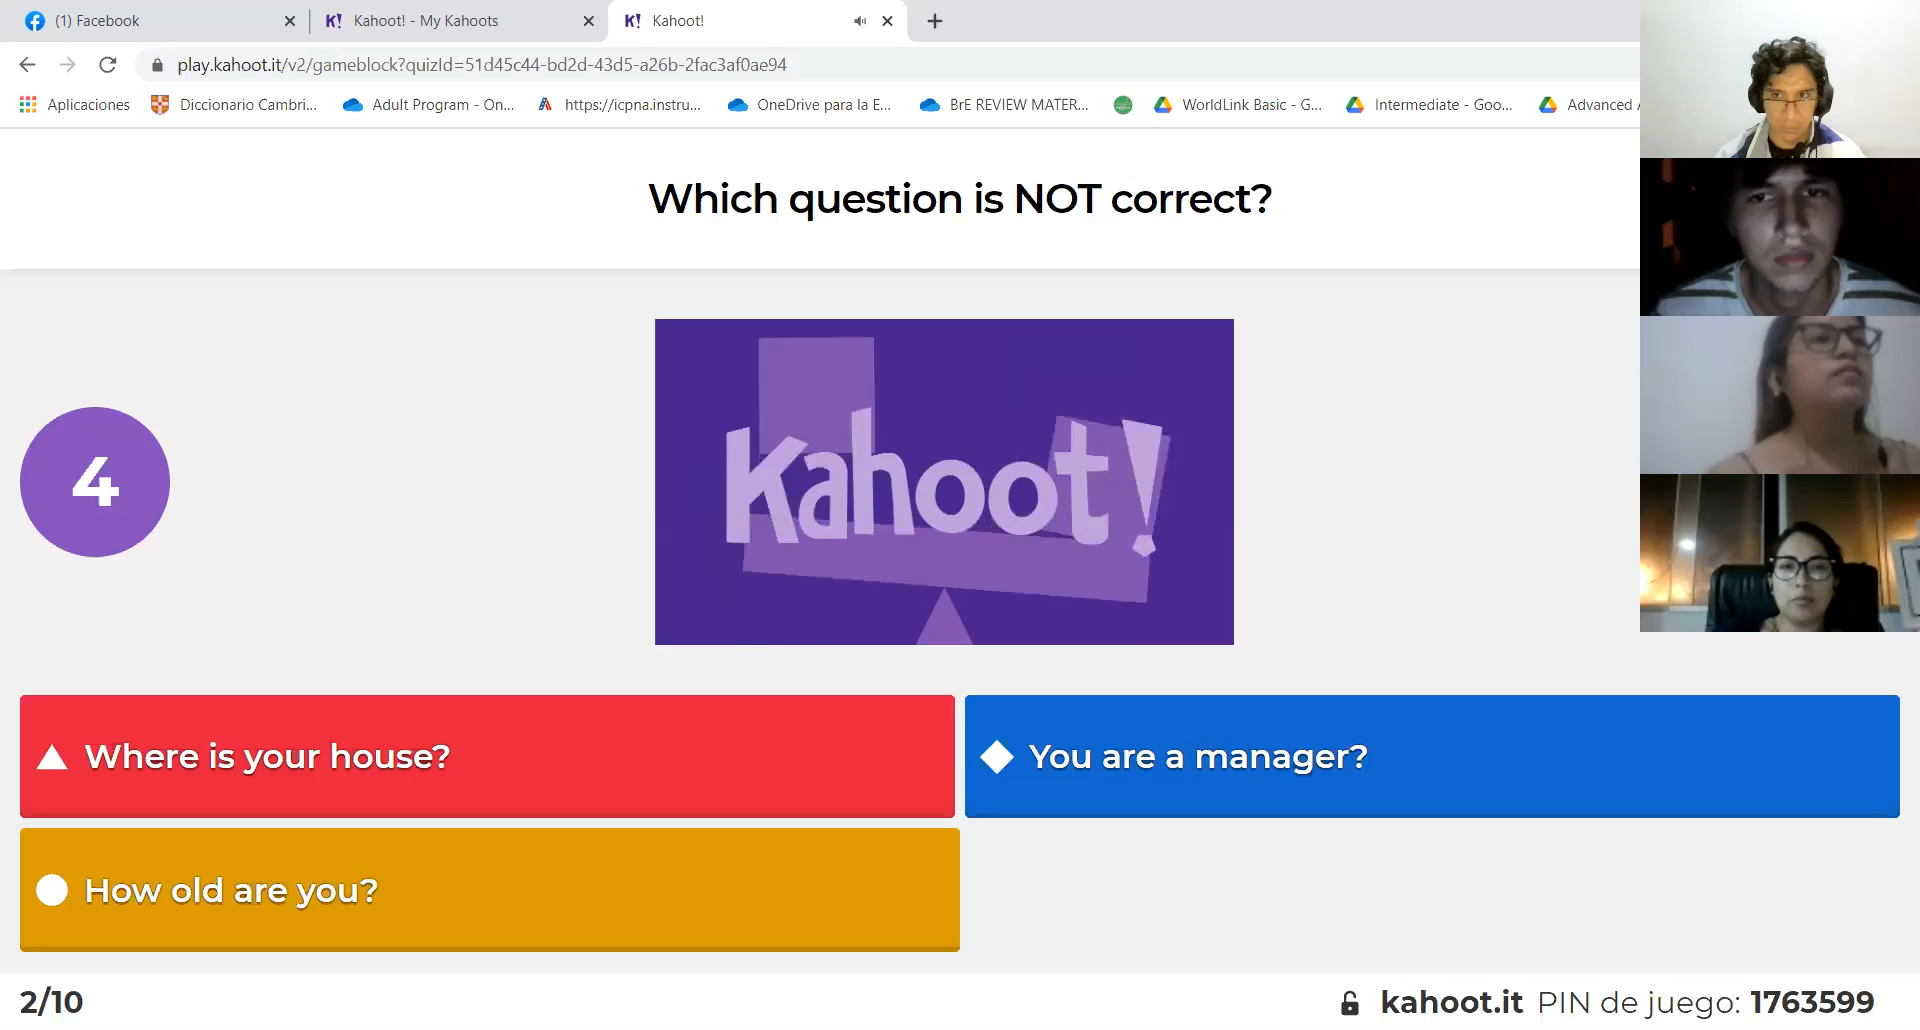 (1) Facebook
Kahoot! - My Kahoots
Kahoot!
play.kahoot.it/v2/gameblock?quizId=51d45c44-bd2d-43d5-a26b-2fac3af0ae94
Aplicaciones
Diccionario Cambri...
Adult Program - On...
https://icpna.instru...
OneDrive para la E...
BrE REVIEW MATER...
WorldLink Basic - G...
Intermediate - Goo...
Advanced
Which question is NOT correct?
4
Kahoot!
Where is your house?
You are a manager?
How old are you?
2/10
kahoot.it PIN de juego: 1763599